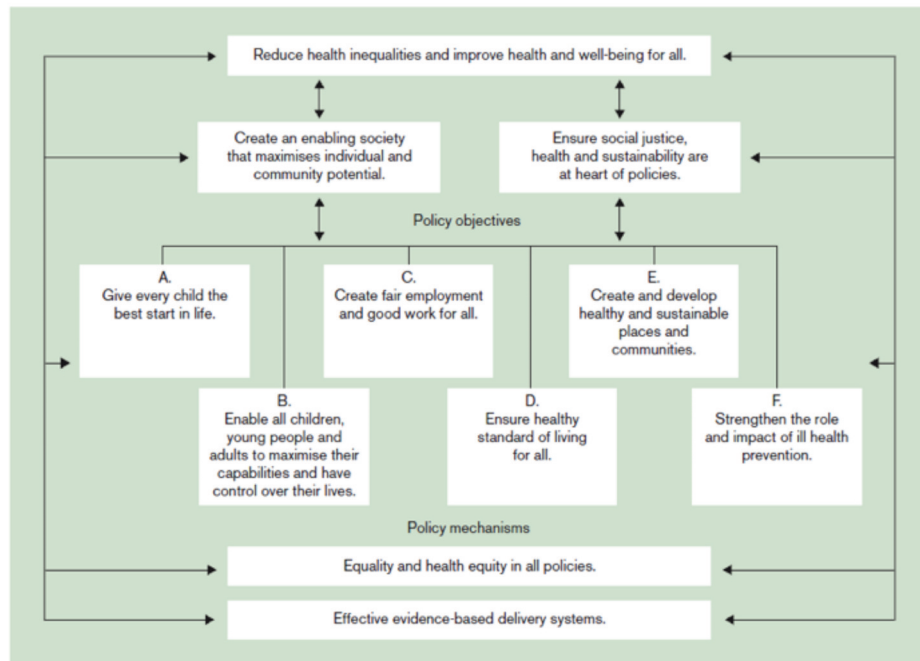 Reduce health inequalities and improve health and well-being for all.
Create an enabling society
that maximises individual and
community potential.
Ensure social justice,
health and sustainability are
at heart of policies.
Policy objectives
A.
Give every child the
best start in life.
C.
Create fair employment
and good work for all.
E.
Create and develop
healthy and sustainable
places and
communities.
B.
Enable all children,
young people and
adults to maximise their
capabilities and have
control over their lives.
D.
Ensure healthy
standard of living
for all.
F.
Strengthen the role
and impact of ill health
prevention.
Policy mechanisms
Equality and health equity in all policies.
Effective evidence-based delivery systems.